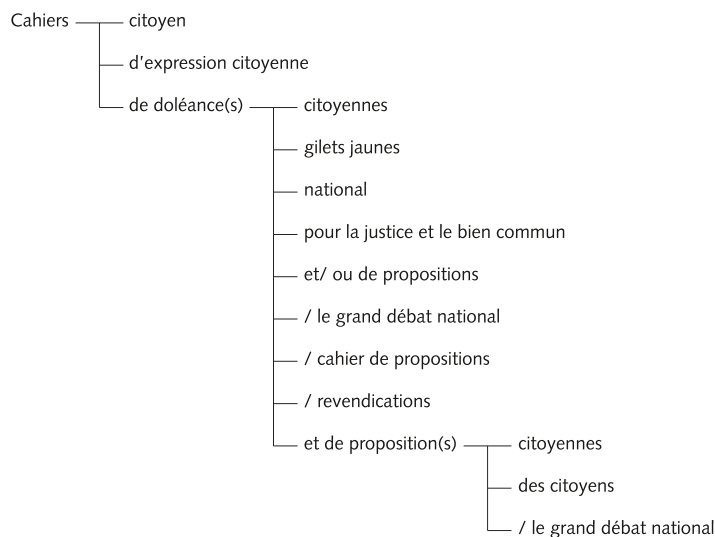 Cahiers citoyen
d'expression citoyenne
de doléance(s) citoyennes
gilets jaunes
national
pour la justice et le bien commun
et/ ou de propositions
/ le grand débat national
/ cahier de propositions
/ revendications
et de proposition(s) citoyennes
des citoyens
/ le grand débat national